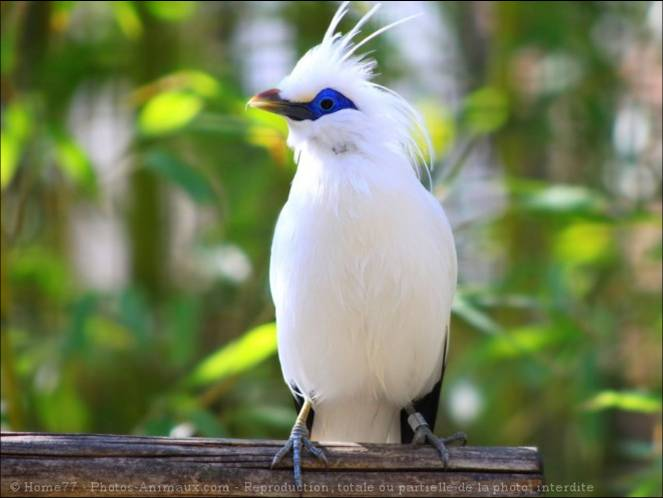 © Home77 - Photos-Animaux.com - Reproduction, totale ou partielle de la photo, interdite